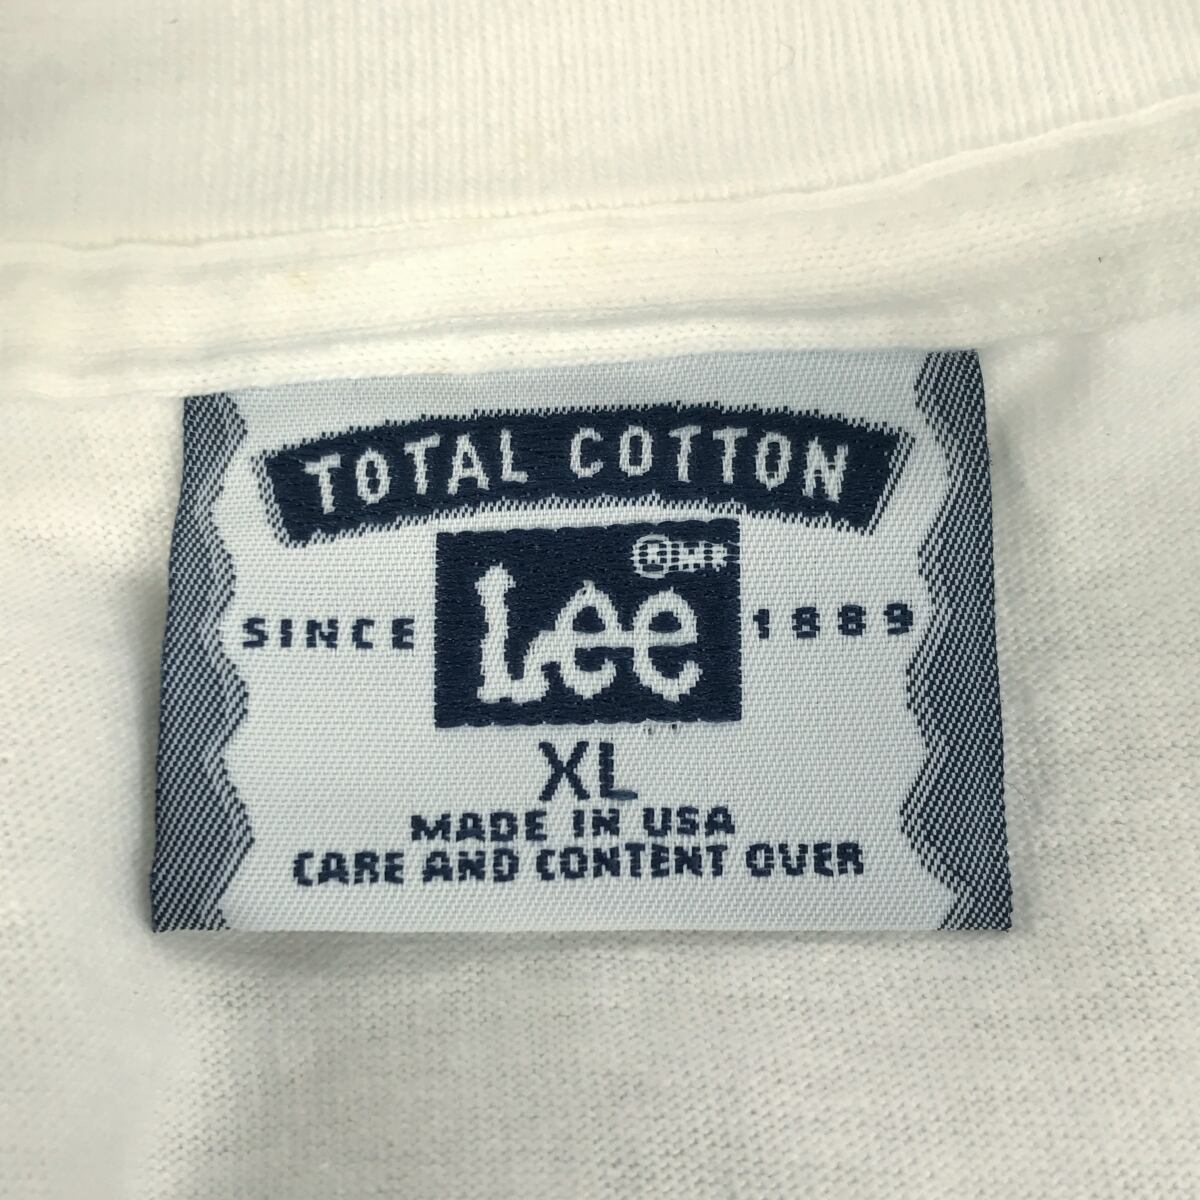 TOTAL COTTON
SINCE Lee 1889
XL
MADE IN USA
CARE AND CONTENT OVER